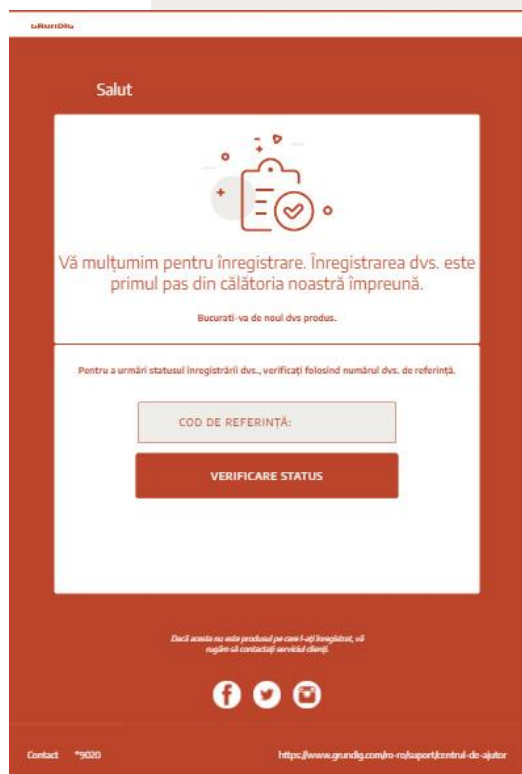 GRUNDIG
Salut
Vă mulțumim pentru înregistrare. Înregistrarea dvs. este
primul pas din călătoria noastră împreună.
Bucurati-va de noul dvs produs.
Pentru a urmări statusul înregistrării dvs., verificați folosind numărul dvs. de referință.
COD DE REFERINȚĂ:
VERIFICARE STATUS
Dacă acesta nu este produsul pe care l-ați înregistrat, vă
rugăm să contactați serviciul clienți.
Contact *9020 https://www.grundig.com/ro-ro/suport/centrul-de-ajutor